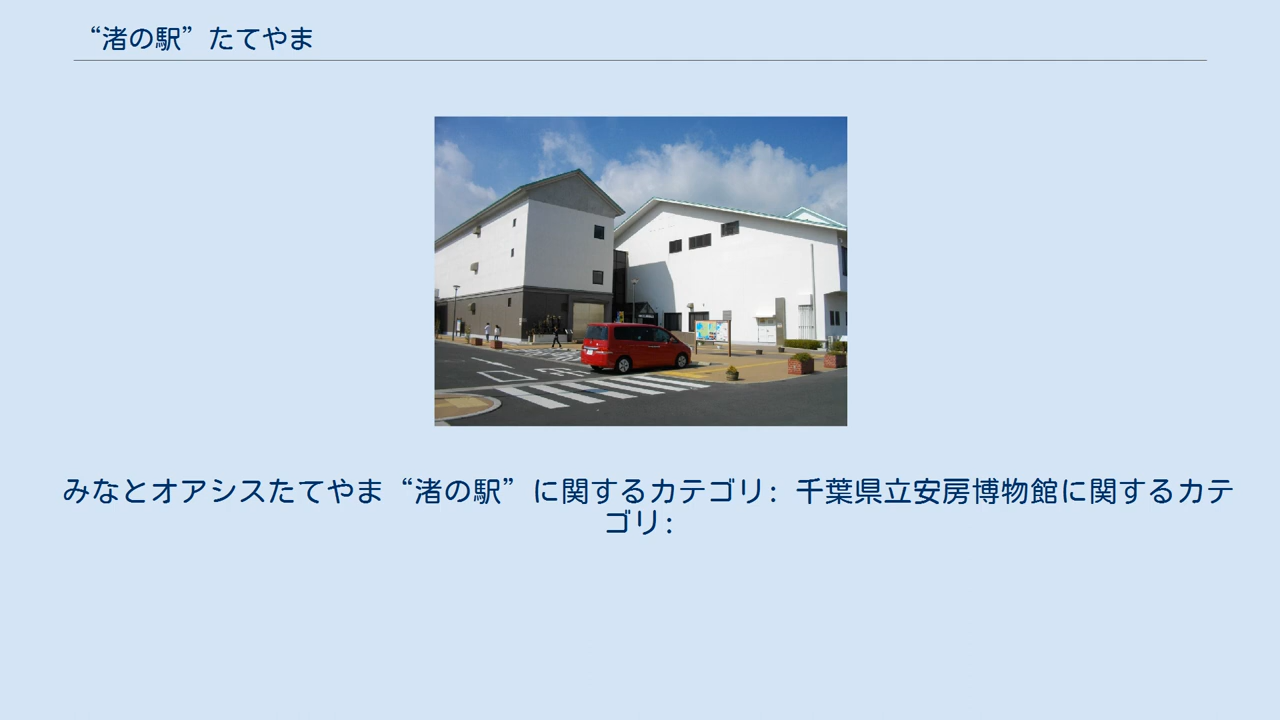 “渚の駅”たてやま
みなとオアシスたてやま“渚の駅”に関するカテゴリ: 千葉県立安房博物館に関するカテ
ゴリ: